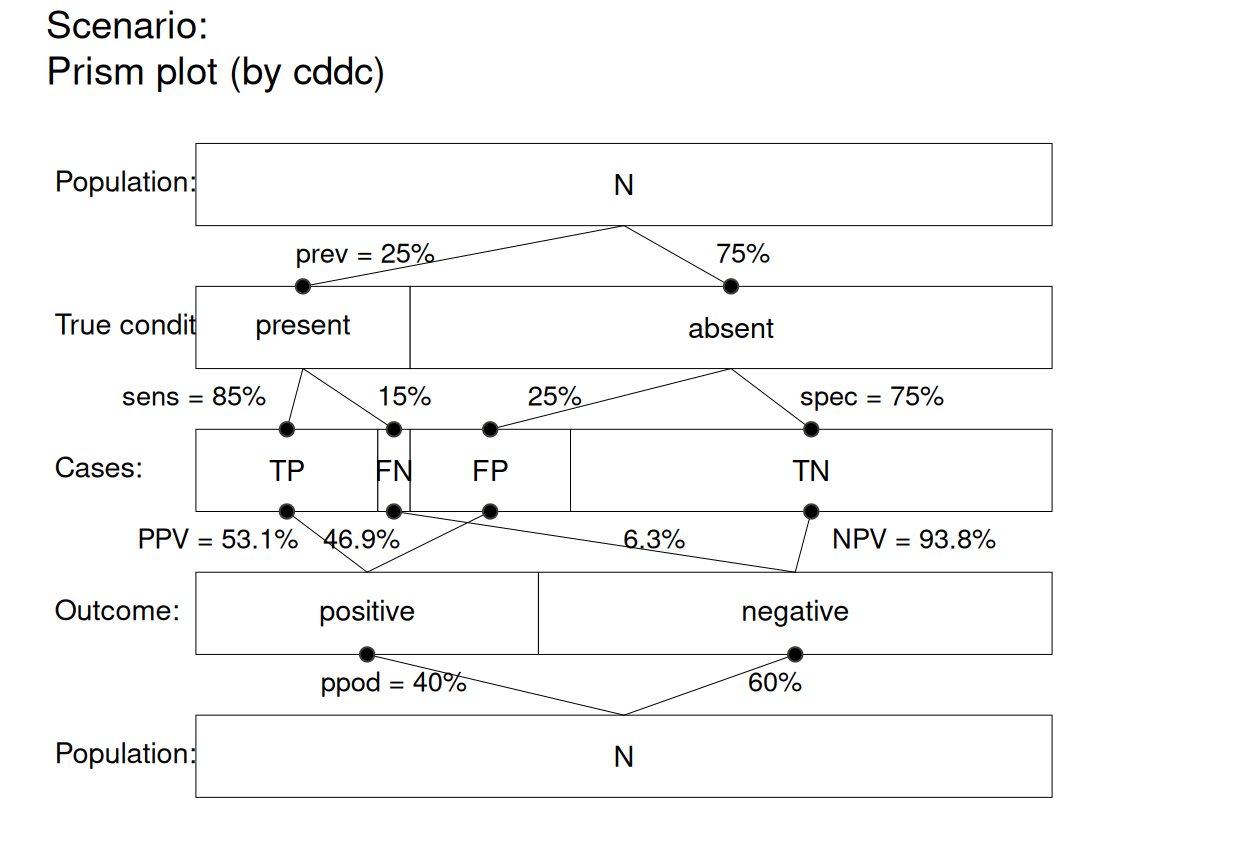 Scenario:
Prism plot (by cddc)
Population:
N
prev = 25%
75%
True condit
present
absent
sens = 85%
15%
25%
spec = 75%
Cases:
TP
FN
FP
TN
PPV = 53.1%
46.9%
6.3%
NPV = 93.8%
Outcome:
positive
negative
ppod = 40%
60%
Population:
N